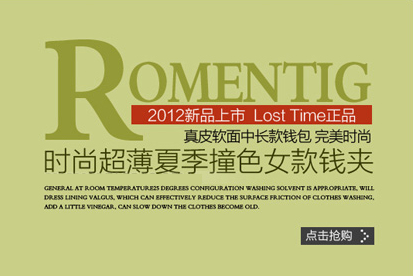 ROMENTIG
2012新品上市 Lost Time正品
真皮软面中长款钱包 完美时尚
时尚超薄夏季撞色女款钱夹
GENERAL AT ROOM TEMPERATURE25 DEGREES CONFIGURATION WASHING SOLVENT IS APPROPRIATE, WILL
DRESS LINING VALGUS, WHICH CAN EFFECTIVELY REDUCE THE SURFACE FRICTION OF CLOTHES WASHING,
ADD A LITTLE VINEGAR, CAN SLOW DOWN THE CLOTHES BECOME OLD.
点击抢购